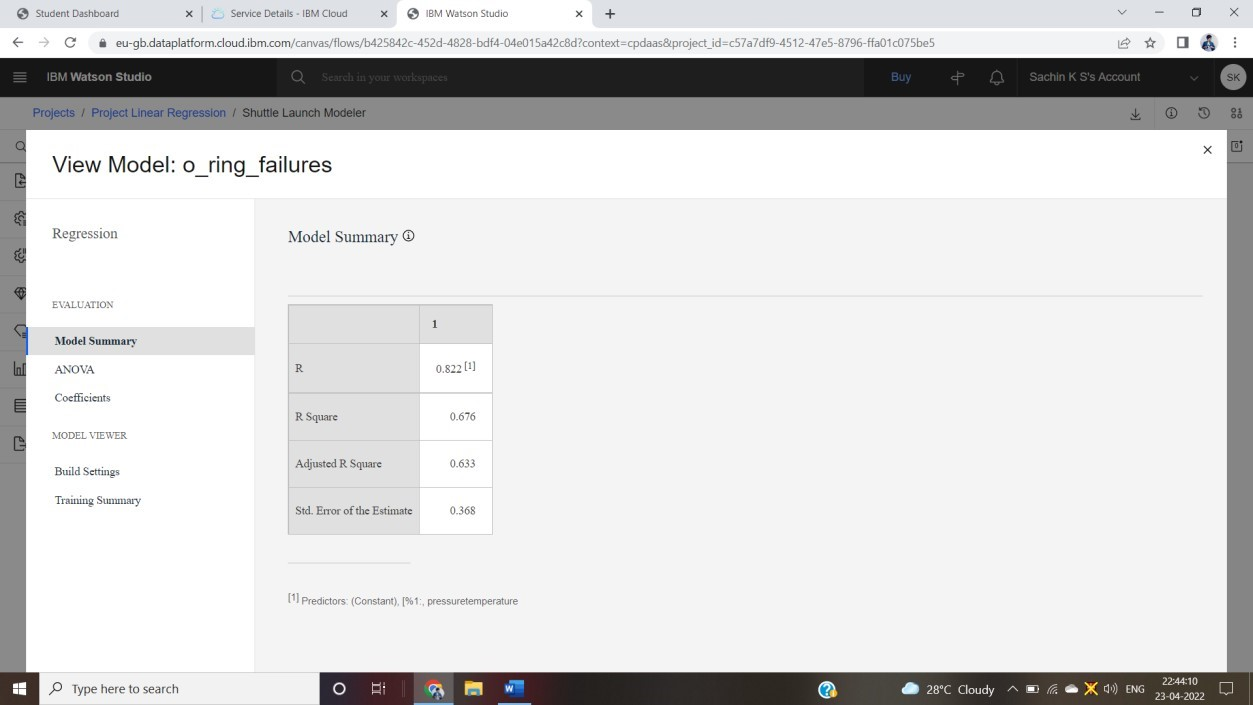 Student Dashboard
Service Details - IBM Cloud
IBM Watson Studio
eu-gb.dataplatform.cloud.ibm.com/canvas/flows/b425842c-452d-4828-bdf4-04e015a42c8d?context=cpdaas&project_id=c57a7df9-4512-47e5-8796-ffa01c075be5
IBM Watson Studio
Search in your workspaces
Buy
Sachin K S's Account
SK
Projects / Project Linear Regression / Shuttle Launch Modeler
View Model: o_ring_failures
Regression
EVALUATION
Model Summary
ANOVA
Coefficients
MODEL VIEWER
Build Settings
Training Summary
Model Summary
1
R 0.822 [1]
R Square 0.676
Adjusted R Square 0.633
Std. Error of the Estimate 0.368
[1] Predictors: (Constant), [%1:, pressuretemperature
Type here to search
28°C Cloudy
ENG
22:44:10
23-04-2022